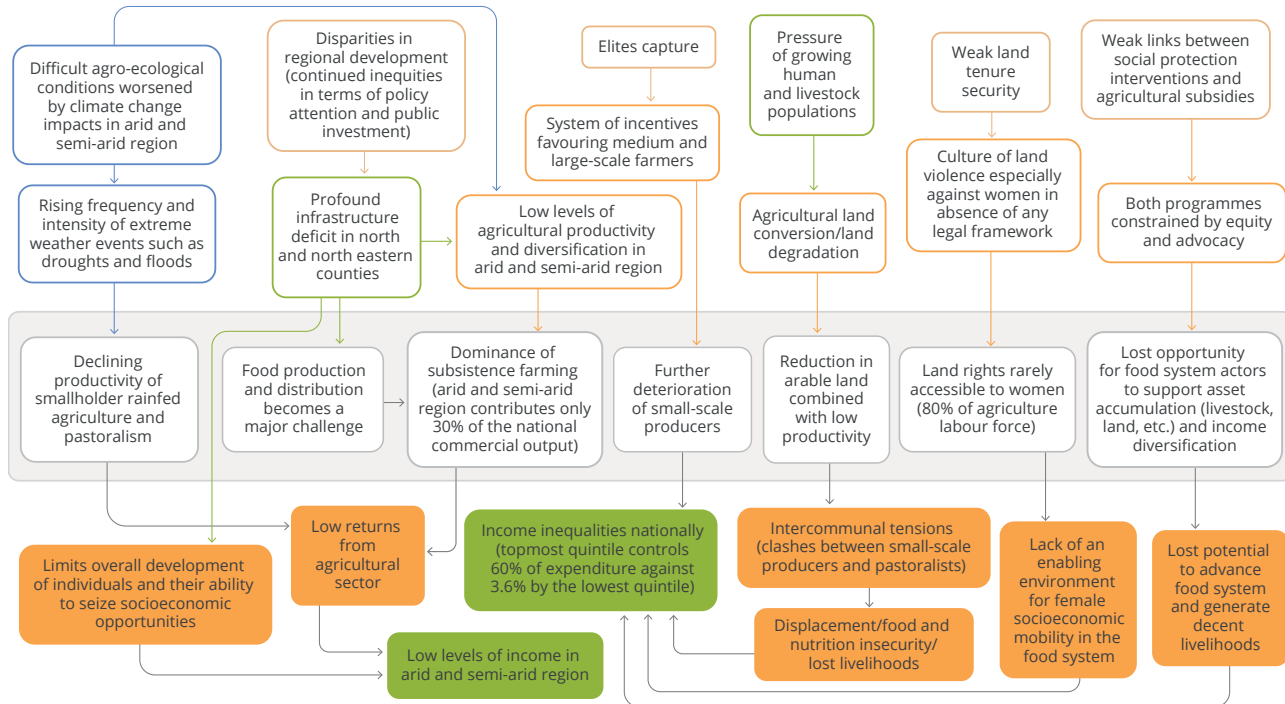 Difficult agro-ecological
conditions worsened
by climate change
impacts in arid and
semi-arid region
Disparities in
regional development
(continued inequities
in terms of policy
attention and public
investment)
Elites capture
Pressure
of growing
human
and livestock
populations
Weak land
tenure
security
Weak links between
social protection
interventions and
agricultural subsidies
System of incentives
favouring medium and
large-scale farmers
Culture of land
violence especially
against women in
absence of any
legal framework
Rising frequency and
intensity of extreme
weather events such as
droughts and floods
Profound
infrastructure
deficit in north
and north eastern
counties
Low levels of
agricultural productivity
and diversification in
arid and semi-arid region
Agricultural land
conversion/land
degradation
Both programmes
constrained by equity
and advocacy
Declining
productivity of
smallholder rainfed
agriculture and
pastoralism
Food production
and distribution
becomes a
major challenge
Dominance of
subsistence farming
(arid and semi-arid
region contributes only
30% of the national
commercial output)
Further
deterioration
of small-scale
producers
Reduction in
arable land
combined with
low productivity
Land rights rarely
accessible to women
(80% of agriculture
labour force)
Lost opportunity
for food system actors
to support asset
accumulation (livestock,
land, etc.) and income
diversification
Limits overall development
of individuals and their ability
to seize socioeconomic
opportunities
Low returns
from
agricultural
sector
Income inequalities nationally
(topmost quintile controls
60% of expenditure against
3.6% by the lowest quintile)
Intercommunal tensions
(clashes between small-scale
producers and pastoralists)
Lack of an
enabling
environment
for female
socioeconomic
mobility in the
food system
Lost potential
to advance
food system
and generate
decent
livelihoods
Low levels of income in
arid and semi-arid region
Displacement/food and
nutrition insecurity/
lost livelihoods